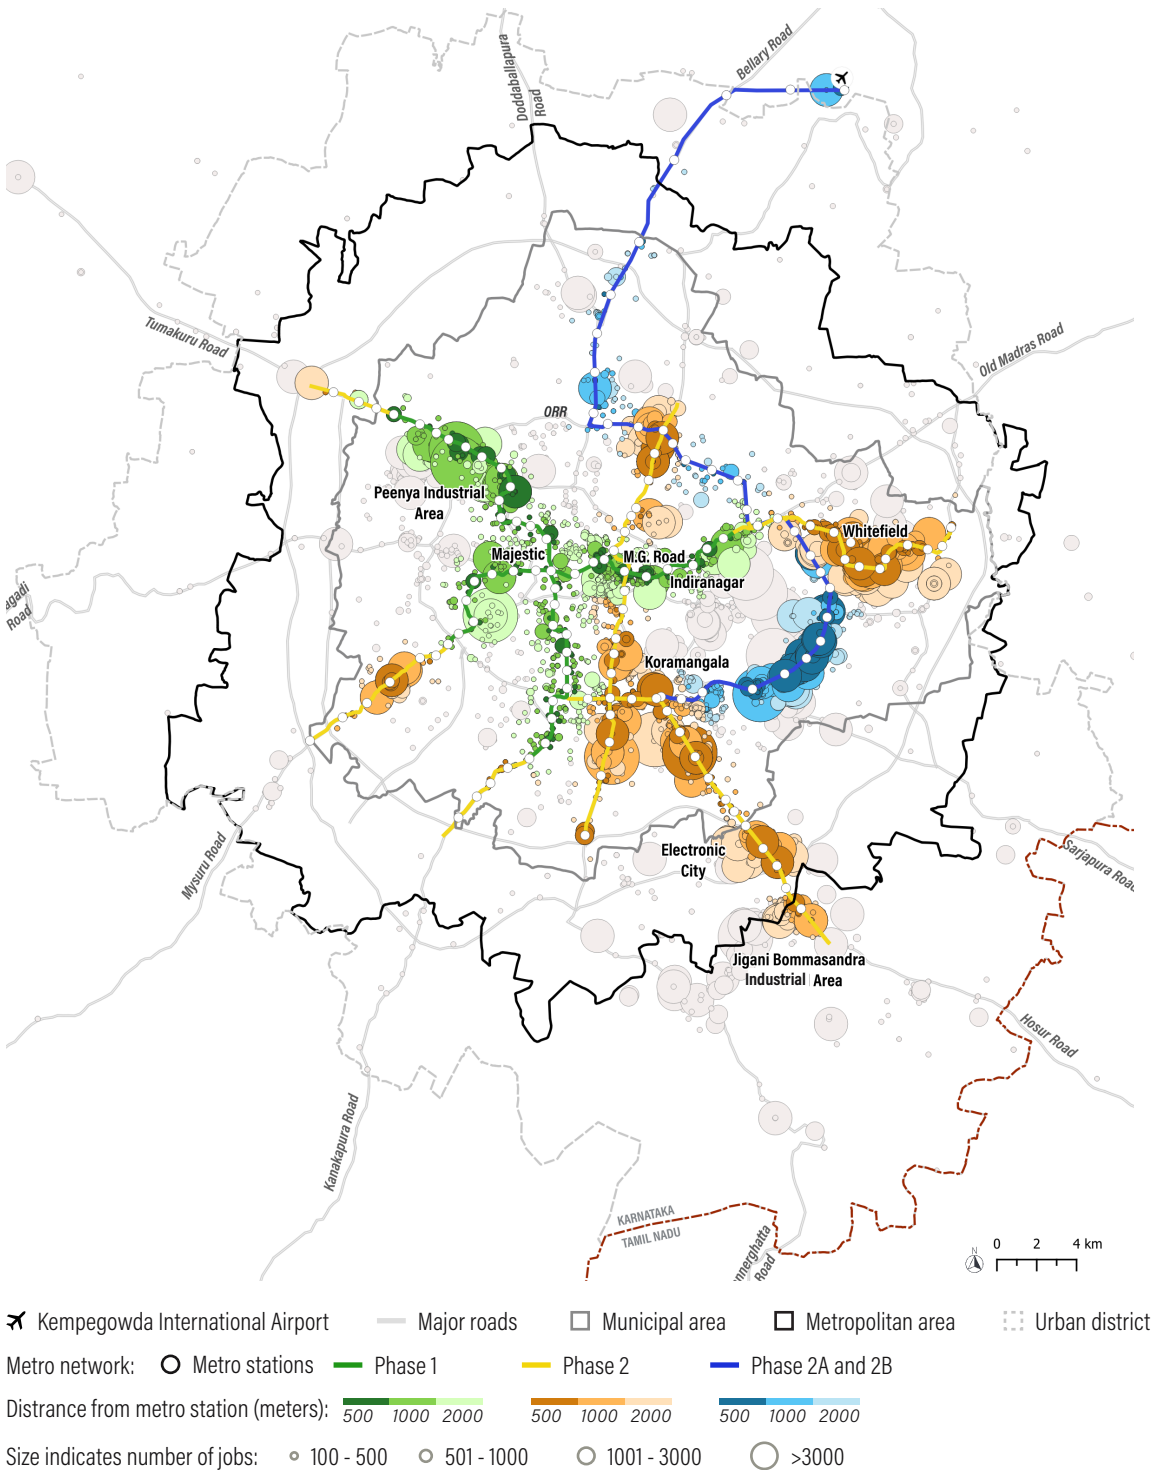 Bellary Road
Doddaballapura
Road
Tumakuru Road
Old Madras Road
ORR
Peenya Industrial
Area
Majestic
M.G. Road
Indiranagar
Whitefield
agadi
Road
Koramangala
Electronic
City
Mysuru Road
Sarjapura Road
Jigani Bommasandra
Industrial Area
Hosur Road
Kanakapura Road
KARNATAKA
TAMIL NADU
nnerghatta
Road
N
0 2 4 km
Kempegowda International Airport Major roads Municipal area Metropolitan area Urban district
Metro network: Metro stations Phase 1 Phase 2 Phase 2A and 2B
Distrance from metro station (meters): 500 1000 2000 500 1000 2000 500 1000 2000
Size indicates number of jobs: 100 - 500 501 - 1000 1001 - 3000 >3000